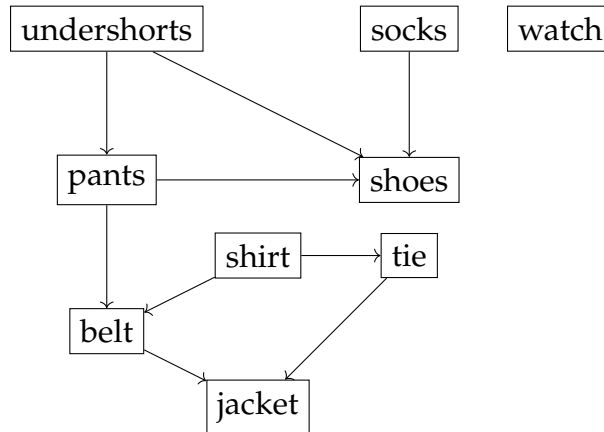 undershorts
socks
watch
pants
shoes
shirt
tie
belt
jacket